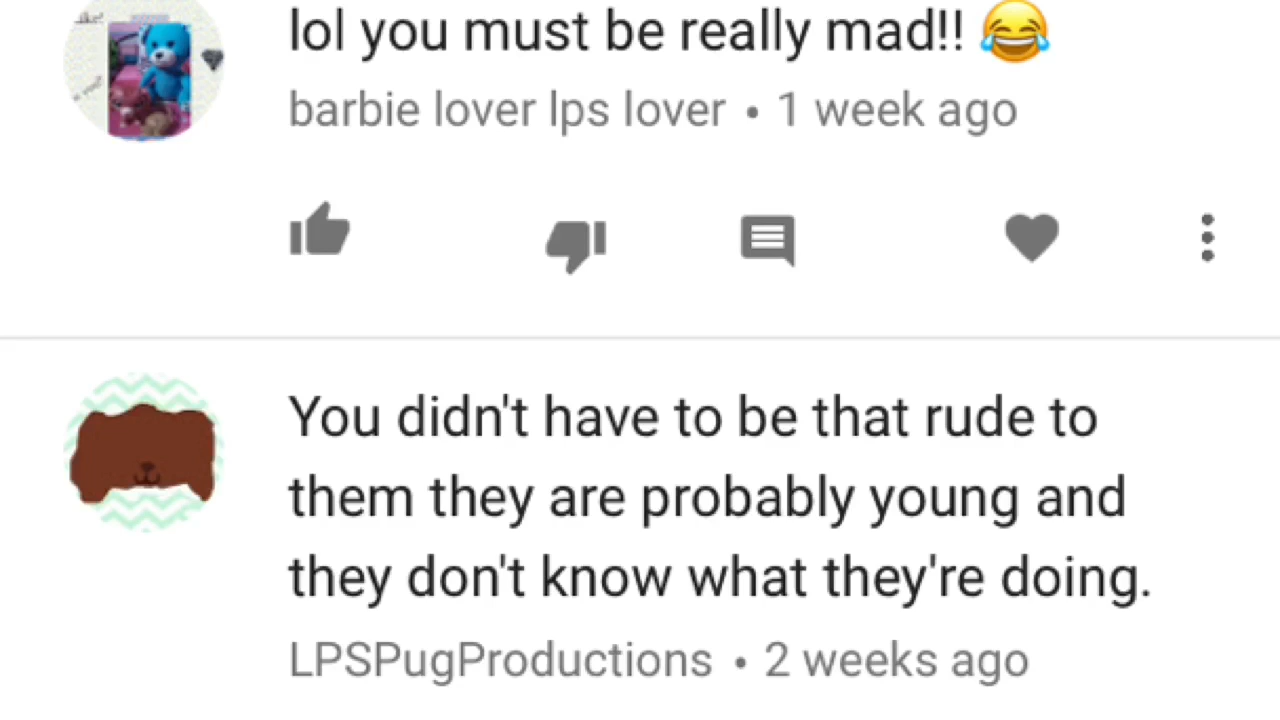 lol you must be really mad!! 😂
barbie lover lps lover • 1 week ago
You didn't have to be that rude to
them they are probably young and
they don't know what they're doing.
LPSPugProductions • 2 weeks ago